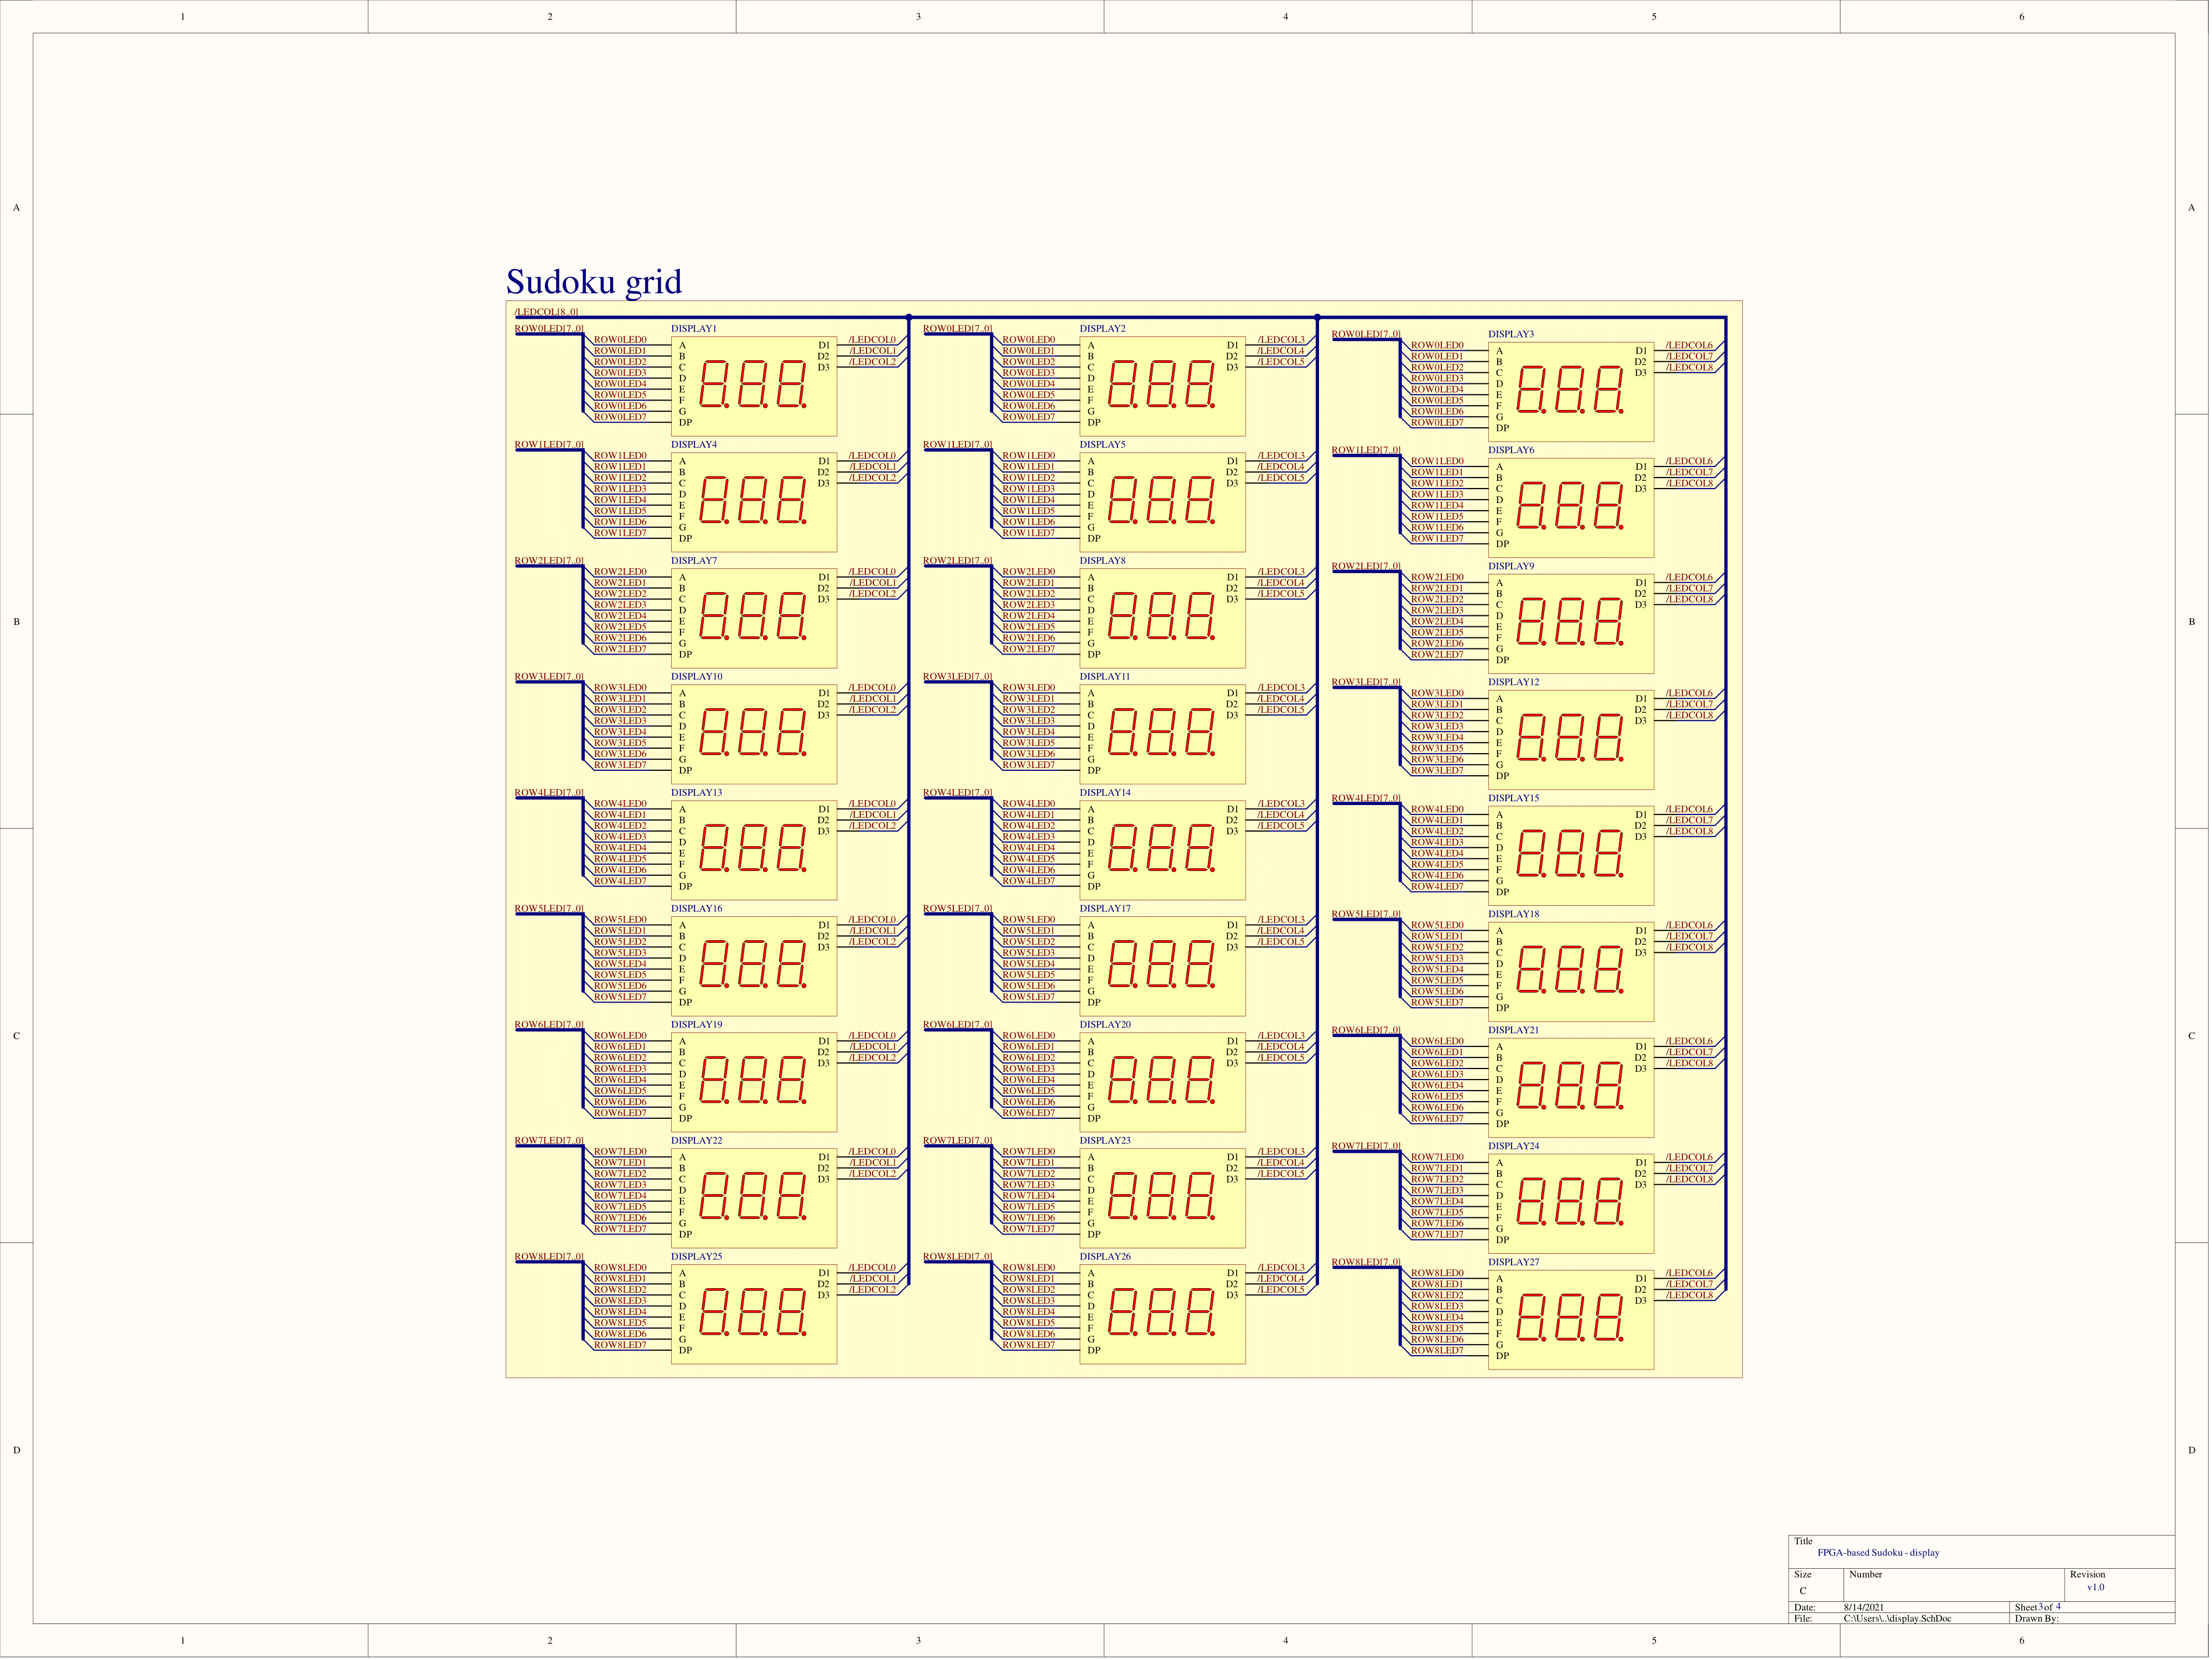 1 2 3 4 5 6
A A
B B
C C
D D
Sudoku grid
/LEDCOL[8..0]
ROW0LED[7..0] DISPLAY1
ROW0LED0 A D1 /LEDCOL0
ROW0LED1 B D2 /LEDCOL1
ROW0LED2 C D3 /LEDCOL2
ROW0LED3 D
ROW0LED4 E
ROW0LED5 F
ROW0LED6 G
ROW0LED7 DP
ROW0LED[7..0] DISPLAY2
ROW0LED0 A D1 /LEDCOL3
ROW0LED1 B D2 /LEDCOL4
ROW0LED2 C D3 /LEDCOL5
ROW0LED3 D
ROW0LED4 E
ROW0LED5 F
ROW0LED6 G
ROW0LED7 DP
ROW0LED[7..0] DISPLAY3
ROW0LED0 A D1 /LEDCOL6
ROW0LED1 B D2 /LEDCOL7
ROW0LED2 C D3 /LEDCOL8
ROW0LED3 D
ROW0LED4 E
ROW0LED5 F
ROW0LED6 G
ROW0LED7 DP
ROW1LED[7..0] DISPLAY4
ROW1LED0 A D1 /LEDCOL0
ROW1LED1 B D2 /LEDCOL1
ROW1LED2 C D3 /LEDCOL2
ROW1LED3 D
ROW1LED4 E
ROW1LED5 F
ROW1LED6 G
ROW1LED7 DP
ROW1LED[7..0] DISPLAY5
ROW1LED0 A D1 /LEDCOL3
ROW1LED1 B D2 /LEDCOL4
ROW1LED2 C D3 /LEDCOL5
ROW1LED3 D
ROW1LED4 E
ROW1LED5 F
ROW1LED6 G
ROW1LED7 DP
ROW1LED[7..0] DISPLAY6
ROW1LED0 A D1 /LEDCOL6
ROW1LED1 B D2 /LEDCOL7
ROW1LED2 C D3 /LEDCOL8
ROW1LED3 D
ROW1LED4 E
ROW1LED5 F
ROW1LED6 G
ROW1LED7 DP
ROW2LED[7..0] DISPLAY7
ROW2LED0 A D1 /LEDCOL0
ROW2LED1 B D2 /LEDCOL1
ROW2LED2 C D3 /LEDCOL2
ROW2LED3 D
ROW2LED4 E
ROW2LED5 F
ROW2LED6 G
ROW2LED7 DP
ROW2LED[7..0] DISPLAY8
ROW2LED0 A D1 /LEDCOL3
ROW2LED1 B D2 /LEDCOL4
ROW2LED2 C D3 /LEDCOL5
ROW2LED3 D
ROW2LED4 E
ROW2LED5 F
ROW2LED6 G
ROW2LED7 DP
ROW2LED[7..0] DISPLAY9
ROW2LED0 A D1 /LEDCOL6
ROW2LED1 B D2 /LEDCOL7
ROW2LED2 C D3 /LEDCOL8
ROW2LED3 D
ROW2LED4 E
ROW2LED5 F
ROW2LED6 G
ROW2LED7 DP
ROW3LED[7..0] DISPLAY10
ROW3LED0 A D1 /LEDCOL0
ROW3LED1 B D2 /LEDCOL1
ROW3LED2 C D3 /LEDCOL2
ROW3LED3 D
ROW3LED4 E
ROW3LED5 F
ROW3LED6 G
ROW3LED7 DP
ROW3LED[7..0] DISPLAY11
ROW3LED0 A D1 /LEDCOL3
ROW3LED1 B D2 /LEDCOL4
ROW3LED2 C D3 /LEDCOL5
ROW3LED3 D
ROW3LED4 E
ROW3LED5 F
ROW3LED6 G
ROW3LED7 DP
ROW3LED[7..0] DISPLAY12
ROW3LED0 A D1 /LEDCOL6
ROW3LED1 B D2 /LEDCOL7
ROW3LED2 C D3 /LEDCOL8
ROW3LED3 D
ROW3LED4 E
ROW3LED5 F
ROW3LED6 G
ROW3LED7 DP
ROW4LED[7..0] DISPLAY13
ROW4LED0 A D1 /LEDCOL0
ROW4LED1 B D2 /LEDCOL1
ROW4LED2 C D3 /LEDCOL2
ROW4LED3 D
ROW4LED4 E
ROW4LED5 F
ROW4LED6 G
ROW4LED7 DP
ROW4LED[7..0] DISPLAY14
ROW4LED0 A D1 /LEDCOL3
ROW4LED1 B D2 /LEDCOL4
ROW4LED2 C D3 /LEDCOL5
ROW4LED3 D
ROW4LED4 E
ROW4LED5 F
ROW4LED6 G
ROW4LED7 DP
ROW4LED[7..0] DISPLAY15
ROW4LED0 A D1 /LEDCOL6
ROW4LED1 B D2 /LEDCOL7
ROW4LED2 C D3 /LEDCOL8
ROW4LED3 D
ROW4LED4 E
ROW4LED5 F
ROW4LED6 G
ROW4LED7 DP
ROW5LED[7..0] DISPLAY16
ROW5LED0 A D1 /LEDCOL0
ROW5LED1 B D2 /LEDCOL1
ROW5LED2 C D3 /LEDCOL2
ROW5LED3 D
ROW5LED4 E
ROW5LED5 F
ROW5LED6 G
ROW5LED7 DP
ROW5LED[7..0] DISPLAY17
ROW5LED0 A D1 /LEDCOL3
ROW5LED1 B D2 /LEDCOL4
ROW5LED2 C D3 /LEDCOL5
ROW5LED3 D
ROW5LED4 E
ROW5LED5 F
ROW5LED6 G
ROW5LED7 DP
ROW5LED[7..0] DISPLAY18
ROW5LED0 A D1 /LEDCOL6
ROW5LED1 B D2 /LEDCOL7
ROW5LED2 C D3 /LEDCOL8
ROW5LED3 D
ROW5LED4 E
ROW5LED5 F
ROW5LED6 G
ROW5LED7 DP
ROW6LED[7..0] DISPLAY19
ROW6LED0 A D1 /LEDCOL0
ROW6LED1 B D2 /LEDCOL1
ROW6LED2 C D3 /LEDCOL2
ROW6LED3 D
ROW6LED4 E
ROW6LED5 F
ROW6LED6 G
ROW6LED7 DP
ROW6LED[7..0] DISPLAY20
ROW6LED0 A D1 /LEDCOL3
ROW6LED1 B D2 /LEDCOL4
ROW6LED2 C D3 /LEDCOL5
ROW6LED3 D
ROW6LED4 E
ROW6LED5 F
ROW6LED6 G
ROW6LED7 DP
ROW6LED[7..0] DISPLAY21
ROW6LED0 A D1 /LEDCOL6
ROW6LED1 B D2 /LEDCOL7
ROW6LED2 C D3 /LEDCOL8
ROW6LED3 D
ROW6LED4 E
ROW6LED5 F
ROW6LED6 G
ROW6LED7 DP
ROW7LED[7..0] DISPLAY22
ROW7LED0 A D1 /LEDCOL0
ROW7LED1 B D2 /LEDCOL1
ROW7LED2 C D3 /LEDCOL2
ROW7LED3 D
ROW7LED4 E
ROW7LED5 F
ROW7LED6 G
ROW7LED7 DP
ROW7LED[7..0] DISPLAY23
ROW7LED0 A D1 /LEDCOL3
ROW7LED1 B D2 /LEDCOL4
ROW7LED2 C D3 /LEDCOL5
ROW7LED3 D
ROW7LED4 E
ROW7LED5 F
ROW7LED6 G
ROW7LED7 DP
ROW7LED[7..0] DISPLAY24
ROW7LED0 A D1 /LEDCOL6
ROW7LED1 B D2 /LEDCOL7
ROW7LED2 C D3 /LEDCOL8
ROW7LED3 D
ROW7LED4 E
ROW7LED5 F
ROW7LED6 G
ROW7LED7 DP
ROW8LED[7..0] DISPLAY25
ROW8LED0 A D1 /LEDCOL0
ROW8LED1 B D2 /LEDCOL1
ROW8LED2 C D3 /LEDCOL2
ROW8LED3 D
ROW8LED4 E
ROW8LED5 F
ROW8LED6 G
ROW8LED7 DP
ROW8LED[7..0] DISPLAY26
ROW8LED0 A D1 /LEDCOL3
ROW8LED1 B D2 /LEDCOL4
ROW8LED2 C D3 /LEDCOL5
ROW8LED3 D
ROW8LED4 E
ROW8LED5 F
ROW8LED6 G
ROW8LED7 DP
ROW8LED[7..0] DISPLAY27
ROW8LED0 A D1 /LEDCOL6
ROW8LED1 B D2 /LEDCOL7
ROW8LED2 C D3 /LEDCOL8
ROW8LED3 D
ROW8LED4 E
ROW8LED5 F
ROW8LED6 G
ROW8LED7 DP
Title
FPGA-based Sudoku - display
Size Number Revision
C v1.0
Date: 8/14/2021 Sheet 3 of 4
File: C:\Users\..\display.SchDoc Drawn By:
1 2 3 4 5 6